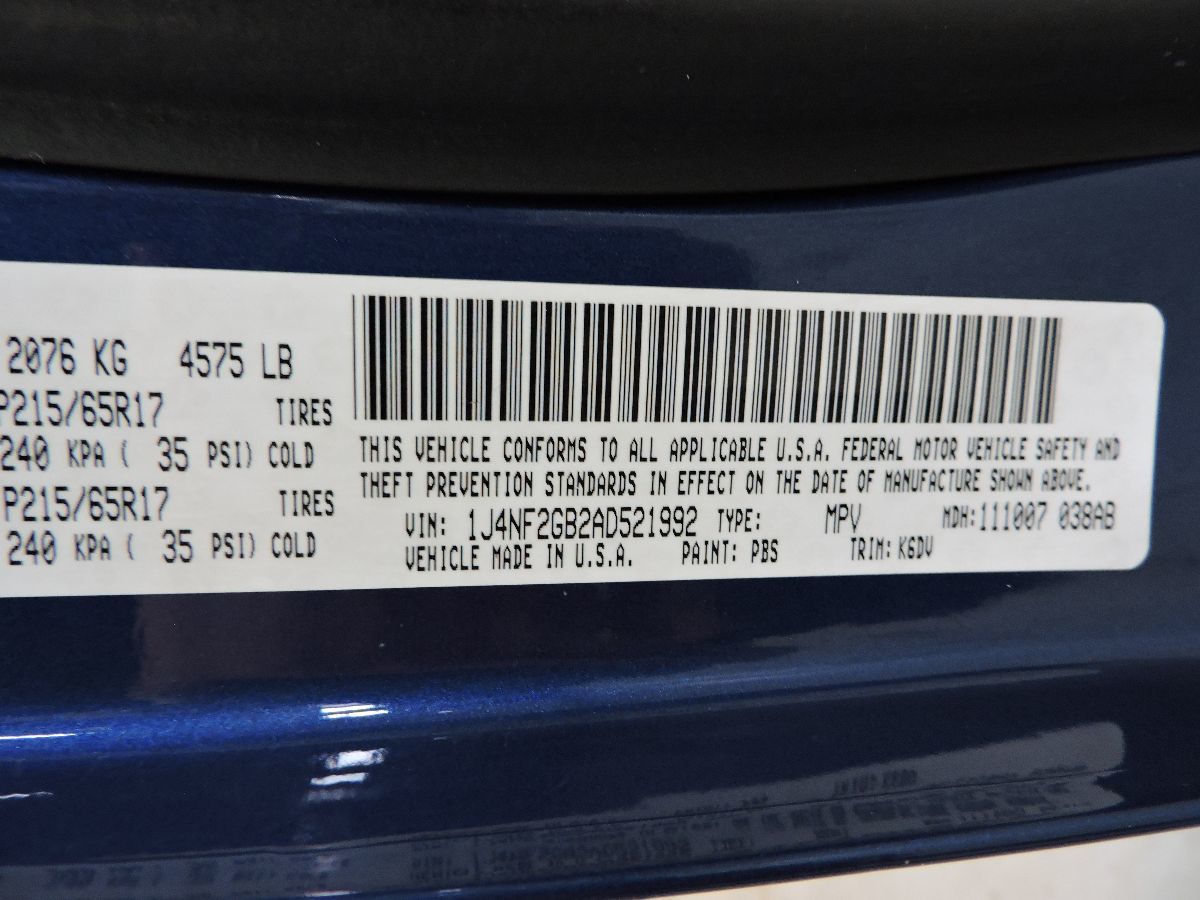 2076 KG 4575 LB
P215/65R17 TIRES
240 KPA ( 35 PSI) COLD
P215/65R17 TIRES
240 KPA ( 35 PSI) COLD
THIS VEHICLE CONFORMS TO ALL APPLICABLE U.S.A. FEDERAL MOTOR VEHICLE SAFETY AND
THEFT PREVENTION STANDARDS IN EFFECT ON THE DATE OF MANUFACTURE SHOWN ABOVE.
VIN: 1J4NF2GB2AD521992 TYPE: MPV MDH:111007 038AB
VEHICLE MADE IN U.S.A. PAINT: PBS TRIM: K6DV